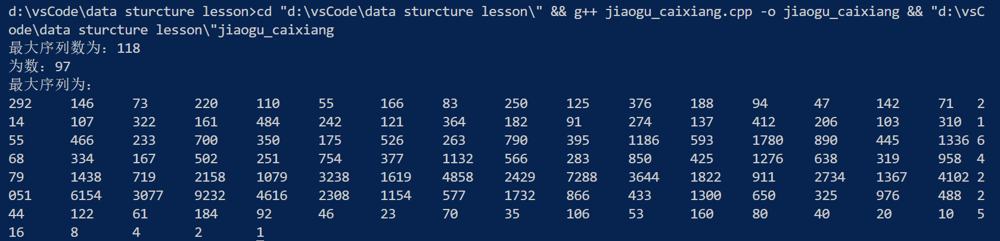 d:\vsCode\data sturcture lesson>cd "d:\vsCode\data sturcture lesson\" && g++ jiaogu_caixiang.cpp -o jiaogu_caixiang && "d:\vsC
ode\data sturcture lesson\"jiaogu_caixiang
最大序列数为：118
为数：97
最大序列为：
292 146 73 220 110 55 166 83 250 125 376 188 94 47 142 71 2
14 107 322 161 484 242 121 364 182 91 274 137 412 206 103 310 1
55 466 233 700 350 175 526 263 790 395 1186 593 1780 890 445 1336 6
68 334 167 502 251 754 377 1132 566 283 850 425 1276 638 319 958 4
79 1438 719 2158 1079 3238 1619 4858 2429 7288 3644 1822 911 2734 1367 4102 2
051 6154 3077 9232 4616 2308 1154 577 1732 866 433 1300 650 325 976 488 2
44 122 61 184 92 46 23 70 35 106 53 160 80 40 20 10 5
16 8 4 2 1